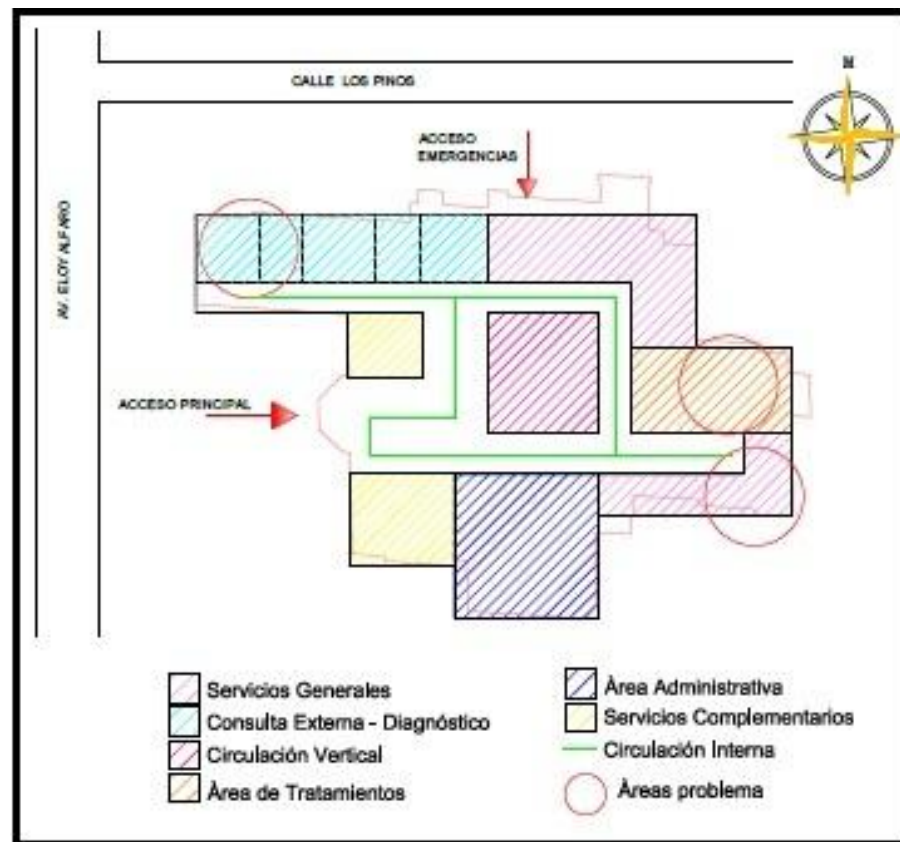 CALLE LOS PINOS
N
ACCESO
EMERGENCIAS
AV. ELOY ALFARO
ACCESO PRINCIPAL
Servicios Generales
Consulta Externa - Diagnóstico
Circulación Vertical
Àrea de Tratamientos
Àrea Administrativa
Servicios Complementarios
Circulación Interna
Àreas problema